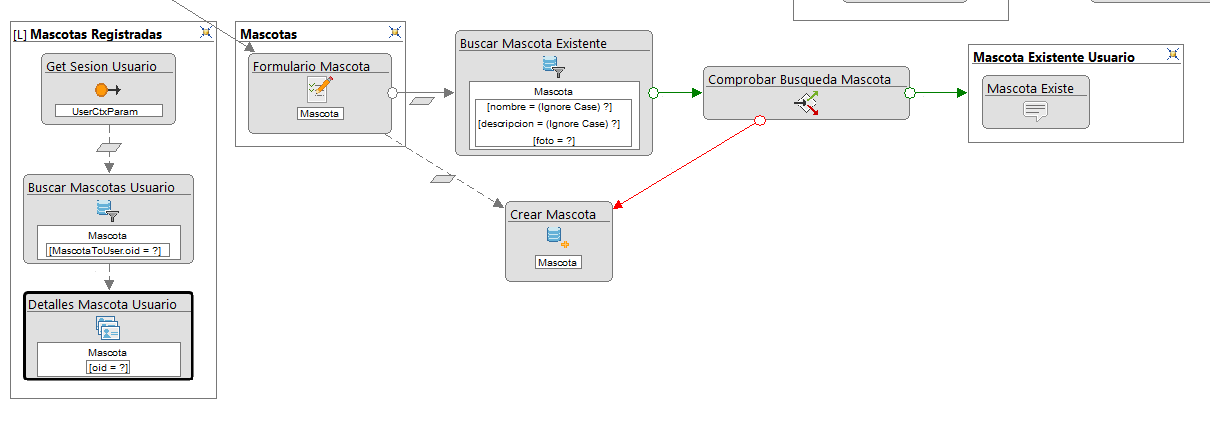 [L] Mascotas Registradas
Get Sesion Usuario
UserCtxParam
Buscar Mascotas Usuario
Mascota
[MascotaToUser.oid = ?]
Detalles Mascota Usuario
Mascota
[oid = ?]
Mascotas
Formulario Mascota
Mascota
Buscar Mascota Existente
Mascota
[nombre = (Ignore Case) ?]
[descripcion = (Ignore Case) ?]
[foto = ?]
Crear Mascota
Mascota
Comprobar Busqueda Mascota
Mascota Existente Usuario
Mascota Existe